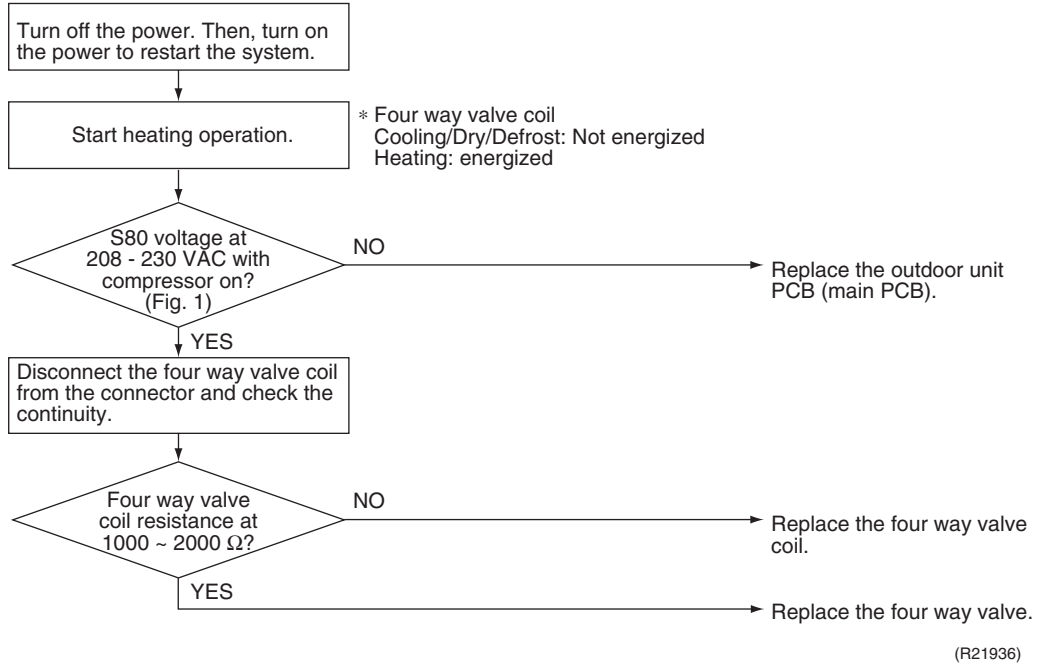 Turn off the power. Then, turn on
the power to restart the system.
Start heating operation.
* Four way valve coil
Cooling/Dry/Defrost: Not energized
Heating: energized
S80 voltage at
208 - 230 VAC with
compressor on?
(Fig. 1)
NO
Replace the outdoor unit
PCB (main PCB).
YES
Disconnect the four way valve coil
from the connector and check the
continuity.
Four way valve
coil resistance at
1000 ~ 2000 Ω?
NO
Replace the four way valve
coil.
YES
Replace the four way valve.
(R21936)